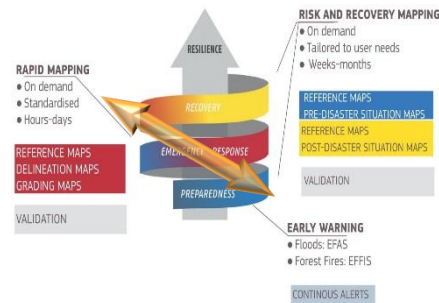 RISK AND RECOVERY MAPPING
● On demand
● Tailored to user needs
● Weeks-months
RESILIENCE
RAPID MAPPING
● On demand
● Standardised
● Hours-days
RECOVERY
REFERENCE MAPS
PRE-DISASTER SITUATION MAPS
REFERENCE MAPS
POST-DISASTER SITUATION MAPS
REFERENCE MAPS
DELINEATION MAPS
GRADING MAPS
RESPONSE
VALIDATION
PREPAREDNESS
VALIDATION
EARLY WARNING
● Floods: EFAS
● Forest Fires: EFFIS
CONTINOUS ALERTS